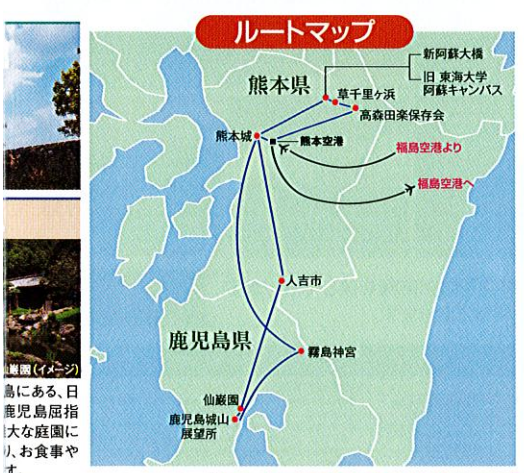 ルートマップ
新阿蘇大橋
旧 東海大学
阿蘇キャンパス
熊本県
草千里ヶ浜
高森田楽保存会
熊本城
熊本空港
福島空港より
福島空港へ
人吉市
鹿児島県
霧島神宮
仙巌園
鹿児島城山
展望所
巌園(イメージ)
島にある、日
鹿児島屈指
大な庭園に
り、お食事や
す。